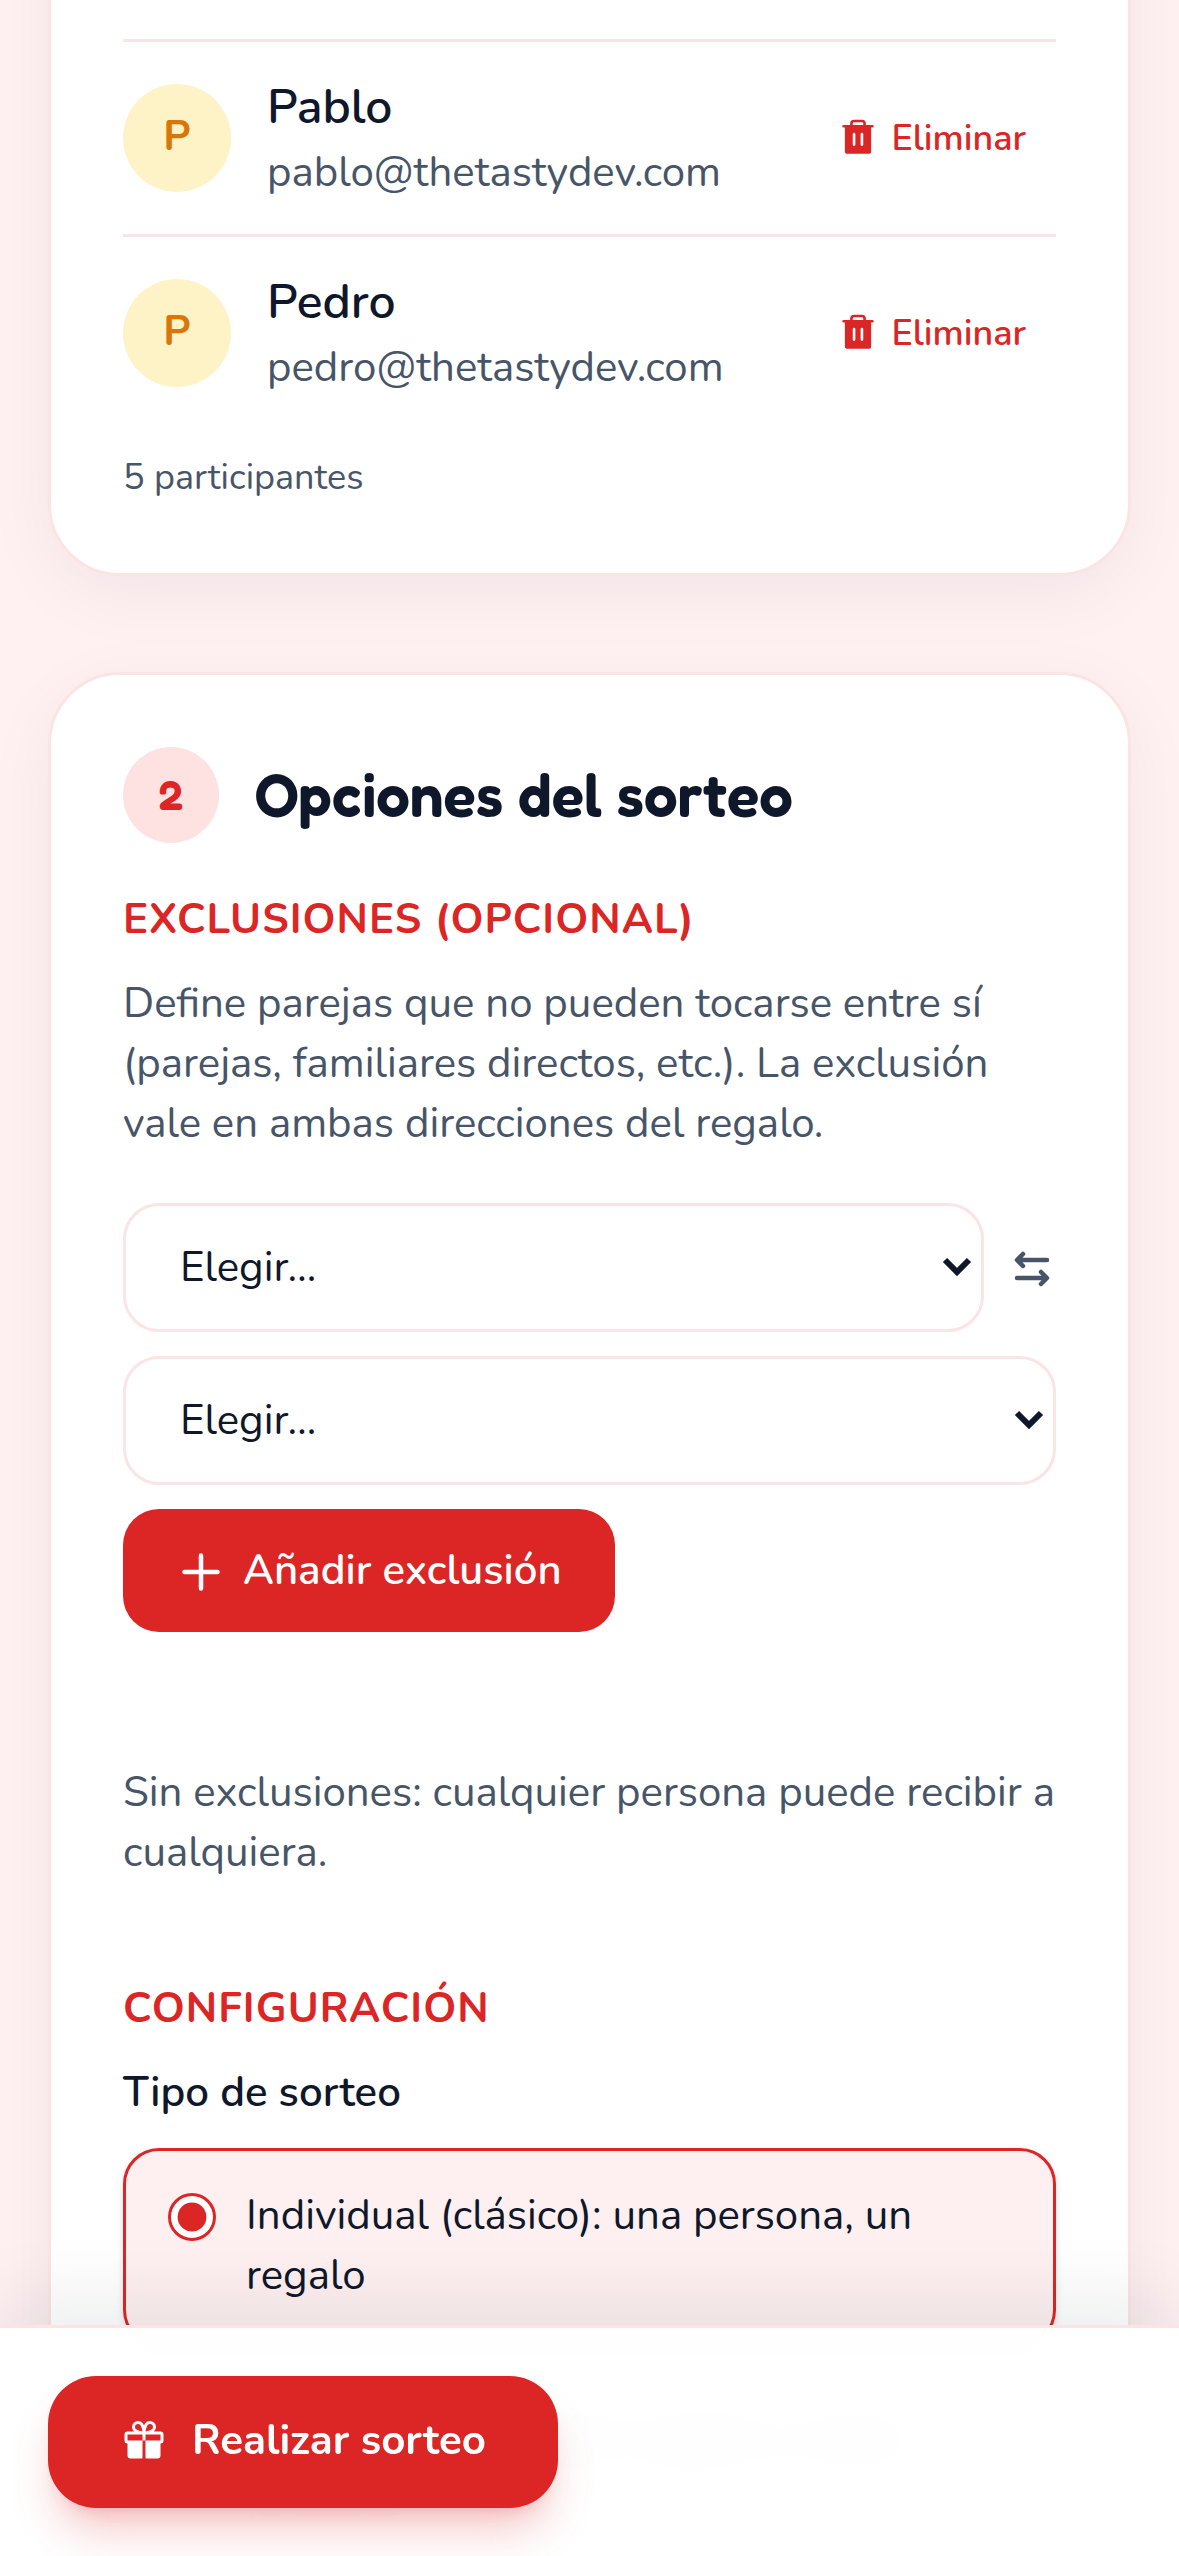 P
Pablo
pablo@thetastydev.com
Eliminar
P
Pedro
pedro@thetastydev.com
Eliminar
5 participantes
2
Opciones del sorteo
EXCLUSIONES (OPCIONAL)
Define parejas que no pueden tocarse entre sí
(parejas, familiares directos, etc.). La exclusión
vale en ambas direcciones del regalo.
Elegir...
Elegir...
Añadir exclusión
Sin exclusiones: cualquier persona puede recibir a
cualquiera.
CONFIGURACIÓN
Tipo de sorteo
Individual (clásico): una persona, un
regalo
Realizar sorteo